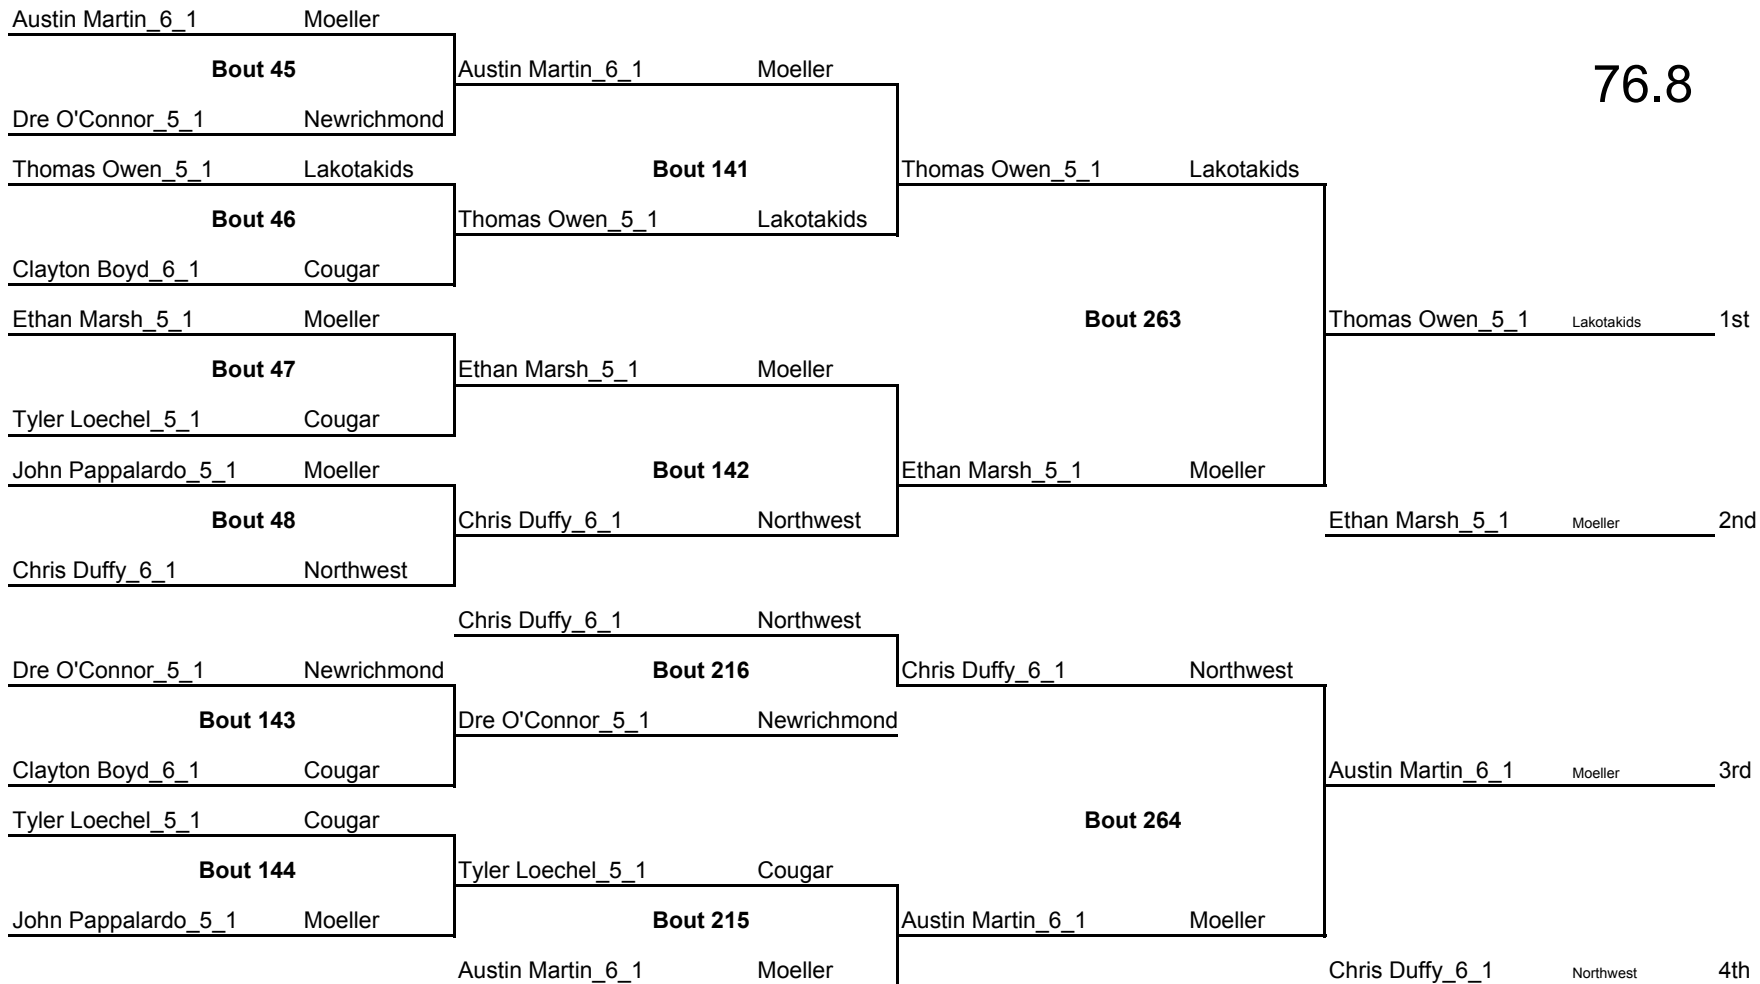 Austin Martin_6_1 Moeller
Bout 45 Austin Martin_6_1 Moeller 76.8
Dre O'Connor_5_1 Newrichmond
Thomas Owen_5_1 Lakotakids Bout 141 Thomas Owen_5_1 Lakotakids
Bout 46 Thomas Owen_5_1 Lakotakids
Clayton Boyd_6_1 Cougar
Ethan Marsh_5_1 Moeller Bout 263 Thomas Owen_5_1 Lakotakids 1st
Bout 47 Ethan Marsh_5_1 Moeller
Tyler Loechel_5_1 Cougar
John Pappalardo_5_1 Moeller Bout 142 Ethan Marsh_5_1 Moeller
Bout 48 Chris Duffy_6_1 Northwest Ethan Marsh_5_1 Moeller 2nd
Chris Duffy_6_1 Northwest
Chris Duffy_6_1 Northwest
Dre O'Connor_5_1 Newrichmond Bout 216 Chris Duffy_6_1 Northwest
Bout 143 Dre O'Connor_5_1 Newrichmond
Clayton Boyd_6_1 Cougar Austin Martin_6_1 Moeller 3rd
Tyler Loechel_5_1 Cougar Bout 264
Bout 144 Tyler Loechel_5_1 Cougar
John Pappalardo_5_1 Moeller Bout 215 Austin Martin_6_1 Moeller
Austin Martin_6_1 Moeller Chris Duffy_6_1 Northwest 4th